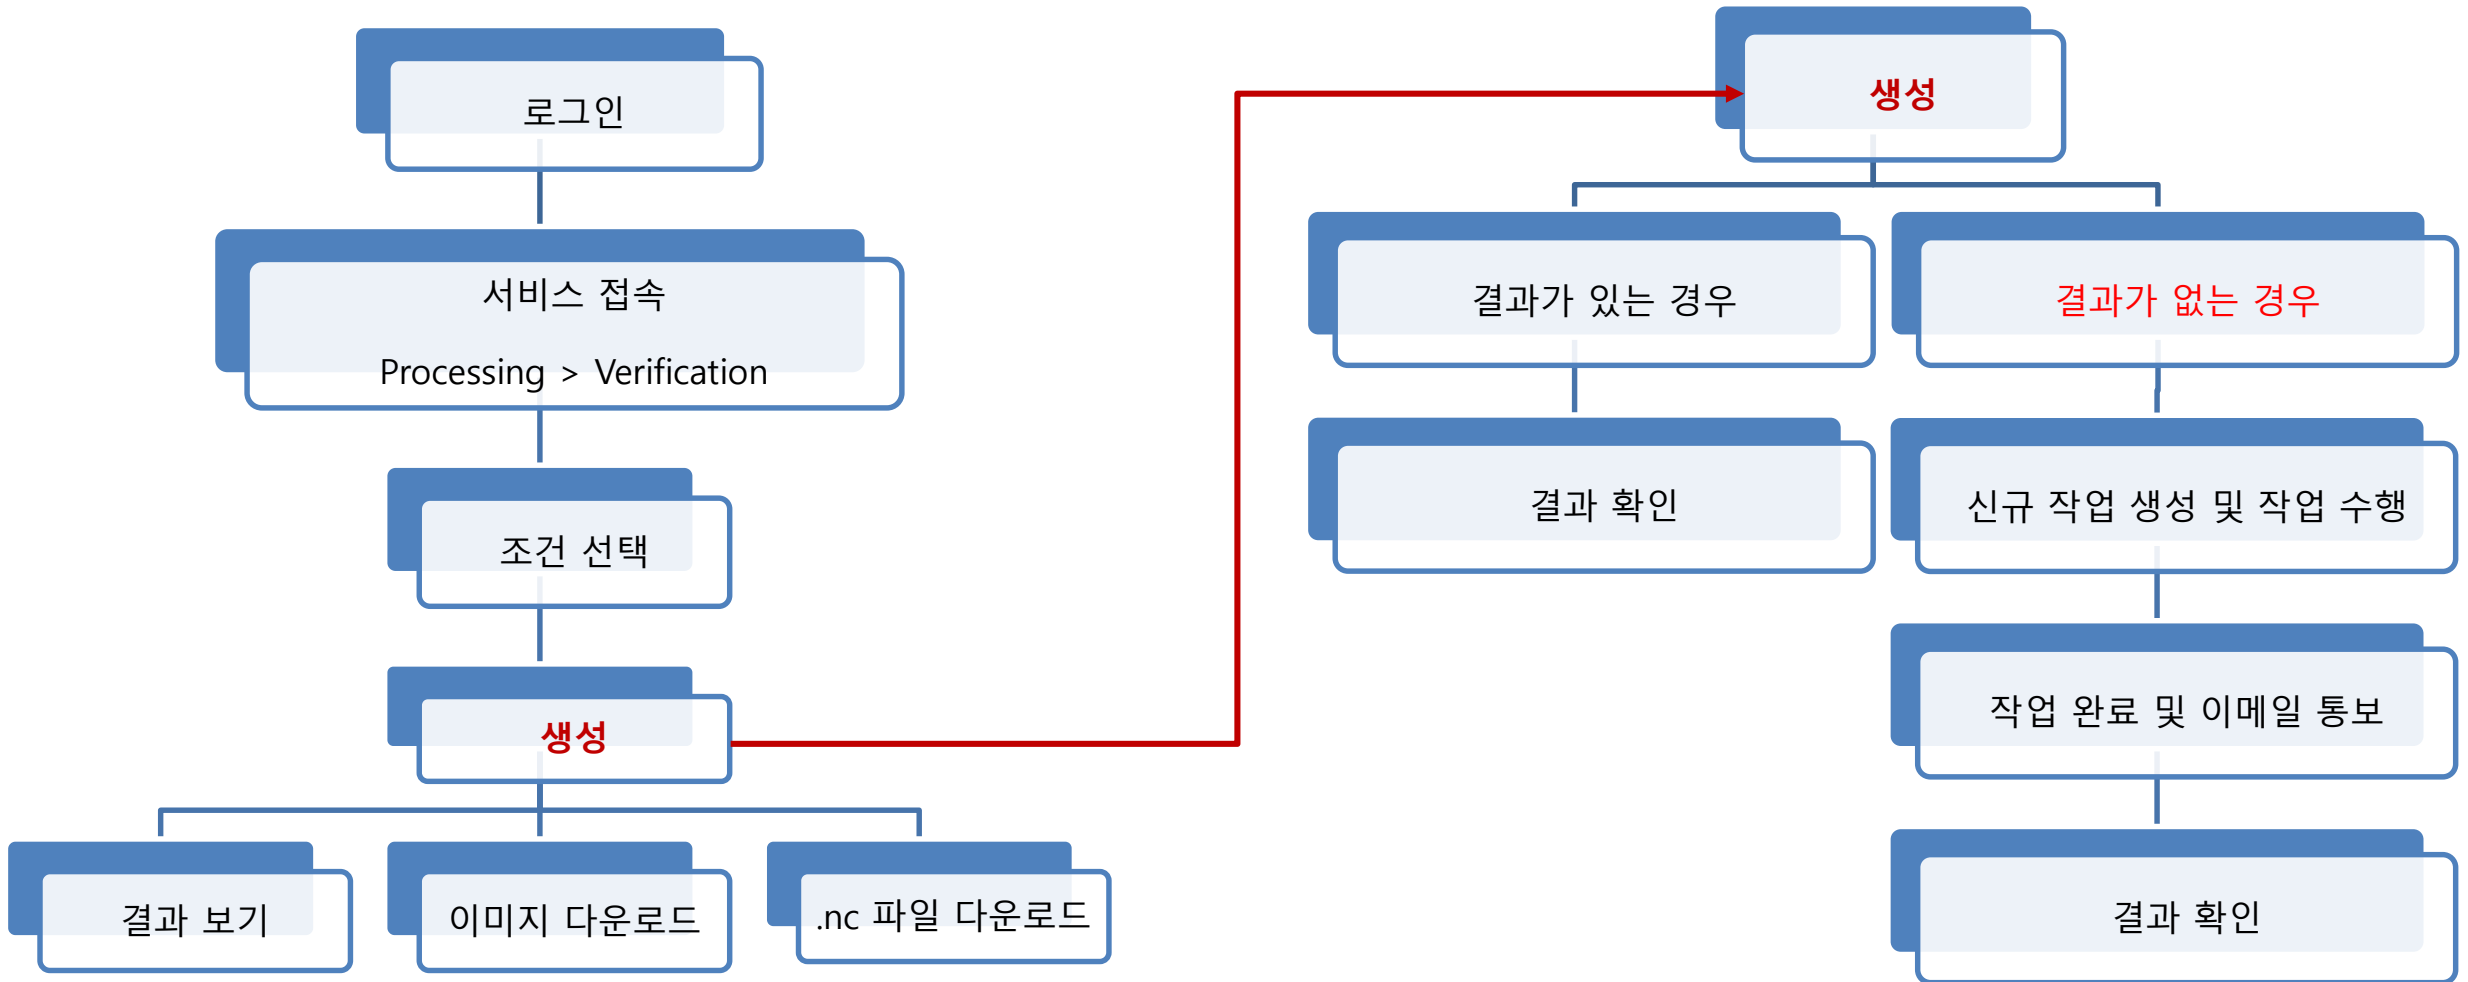 로그인
서비스 접속
Processing > Verification
조건 선택
생성
결과 보기
이미지 다운로드
.nc 파일 다운로드
생성
결과가 있는 경우
결과가 없는 경우
결과 확인
신규 작업 생성 및 작업 수행
작업 완료 및 이메일 통보
결과 확인